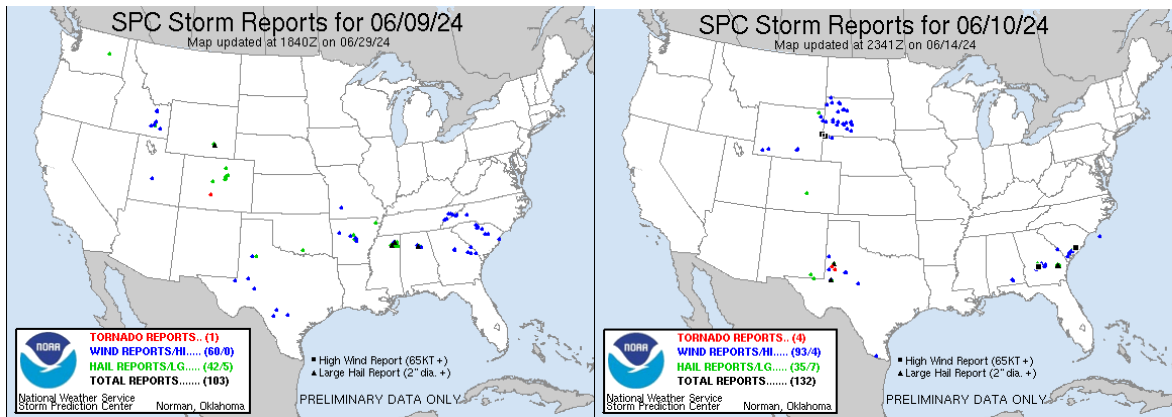 SPC Storm Reports for 06/09/24
Map updated at 1840Z on 06/29/24
NOAA
TORNADO REPORTS.. (1)
WIND REPORTS/HI..... (60/0)
HAIL REPORTS/LG..... (42/5)
TOTAL REPORTS....... (103)
National Weather Service
Storm Prediction Center Norman, Oklahoma
■ High Wind Report (65KT +)
▲ Large Hail Report (2" dia. +)
PRELIMINARY DATA ONLY
SPC Storm Reports for 06/10/24
Map updated at 2341Z on 06/14/24
NOAA
TORNADO REPORTS.. (4)
WIND REPORTS/HI..... (93/4)
HAIL REPORTS/LG..... (35/7)
TOTAL REPORTS....... (132)
National Weather Service
Storm Prediction Center Norman, Oklahoma
■ High Wind Report (65KT +)
▲ Large Hail Report (2" dia. +)
PRELIMINARY DATA ONLY